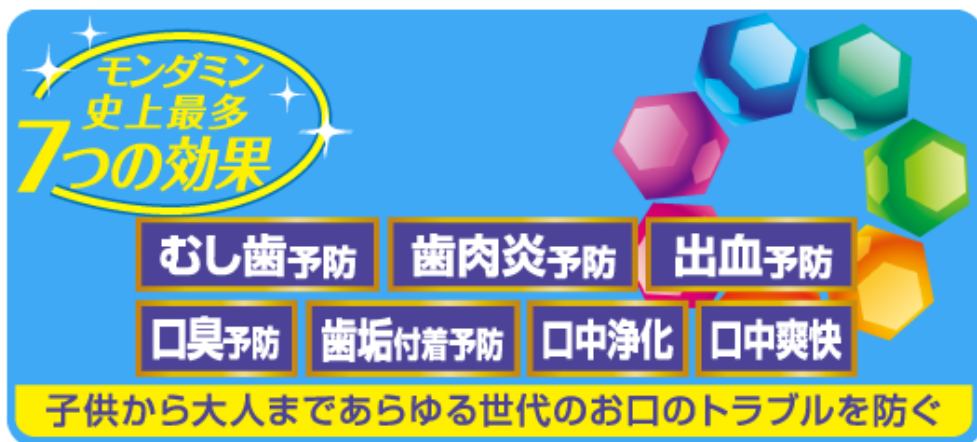 モンダミン
史上最多
7つの効果
むし歯予防 歯肉炎予防 出血予防
口臭予防 歯垢付着予防 口中浄化 口中爽快
子供から大人まであらゆる世代のお口のトラブルを防ぐ